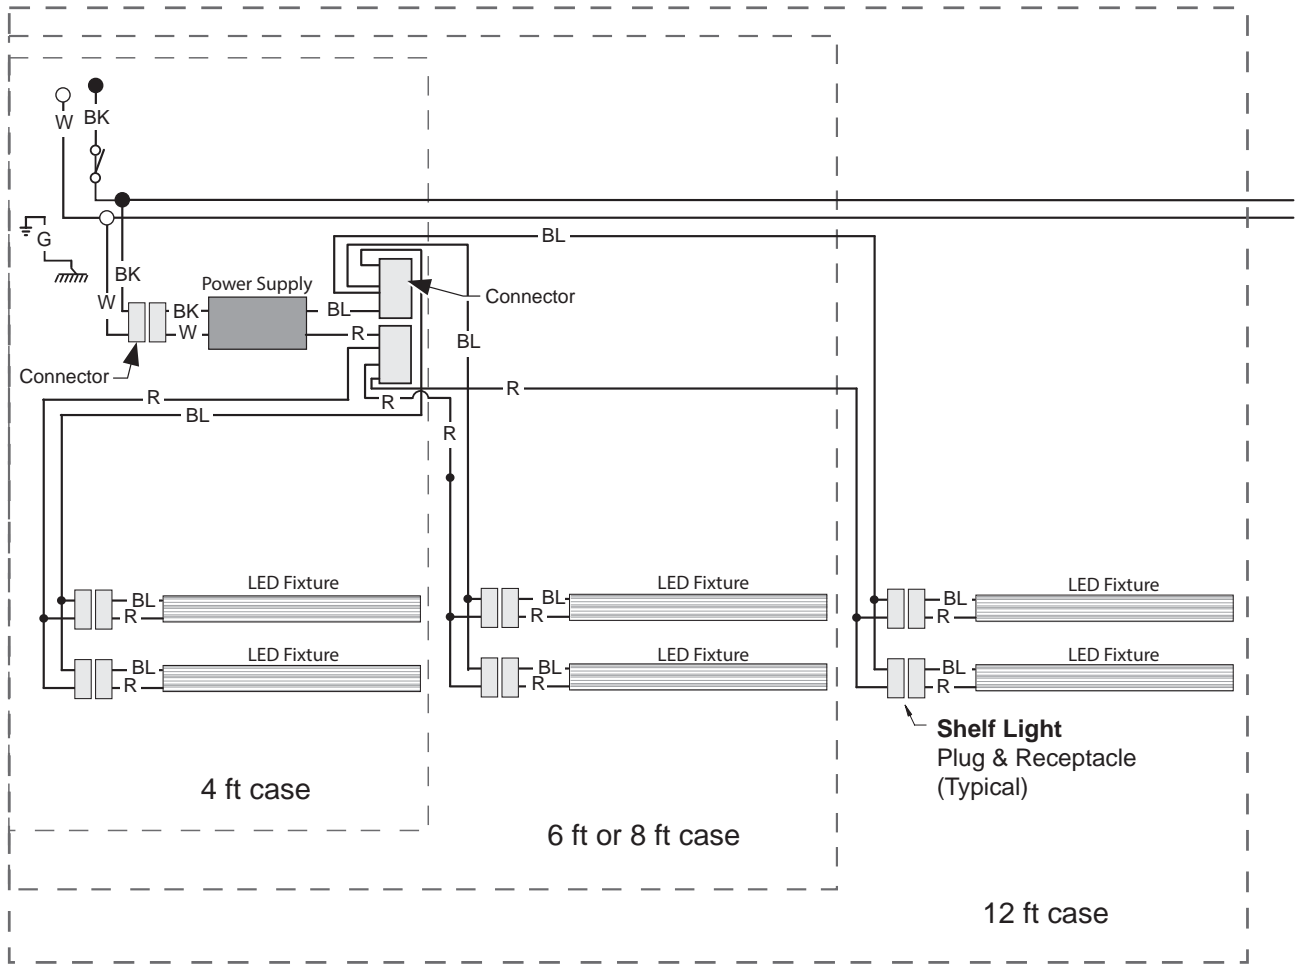 W
BK
G
BK
W
Power Supply
BK
W
BL
R
Connector
BL
Connector
BL
R
BL
R
R
R
LED Fixture
BL
R
LED Fixture
BL
R
LED Fixture
BL
R
LED Fixture
BL
R
LED Fixture
BL
R
LED Fixture
BL
R
Shelf Light
Plug & Receptacle
(Typical)
4 ft case
6 ft or 8 ft case
12 ft case